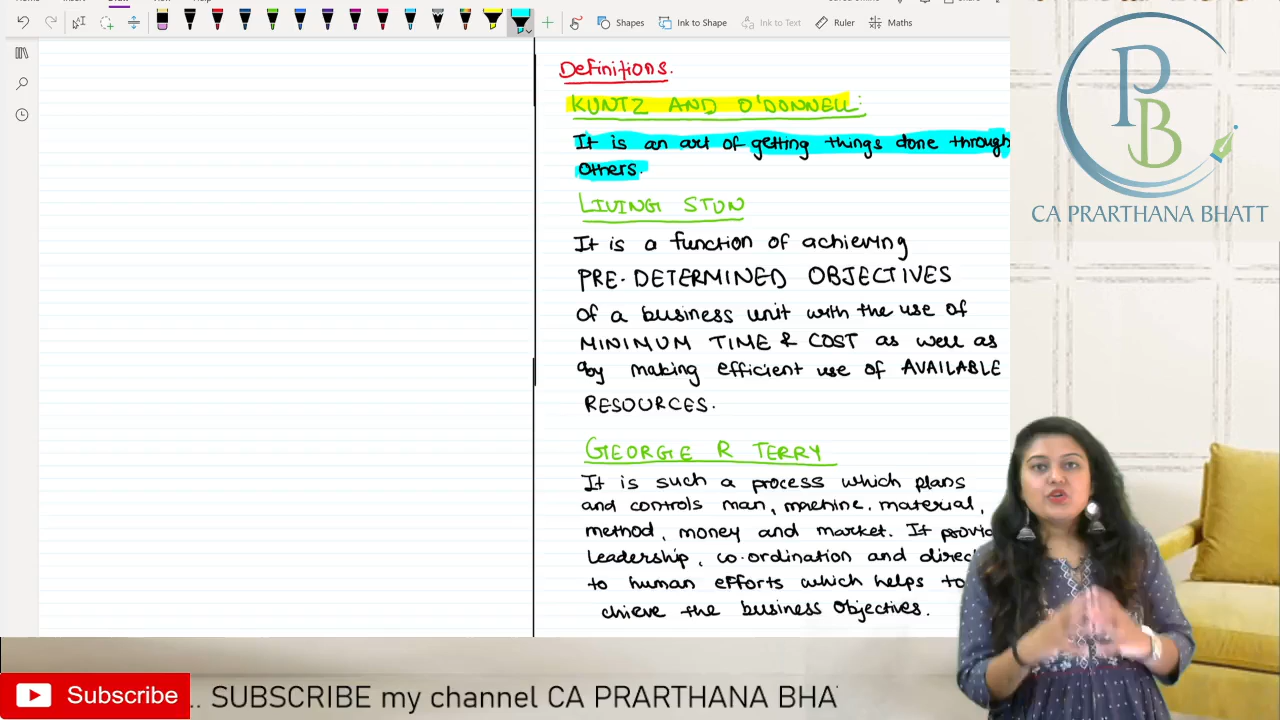 Shapes
Ink to Shape
Ink to Text
Ruler
Maths
P
B
CA PRARTHANA BHATT
Definitions.
KUNTZ AND O'DONNELL:
It is an art of getting things done through
others.
LIVING STON
It is a function of achieving
PRE-DETERMINED OBJECTIVES
of a business unit with the use of
MINIMUM TIME & COST as well as
by making efficient use of AVAILABLE
RESOURCES.
GEORGE R TERRY
It is such a process which plans
and controls man, machine, material,
method, money and market. It
leadership, co-ordination and
to human efforts which helps to
chieve the business objectives.
Subscribe
.. SUBSCRIBE my channel CA PRARTHANA BHA